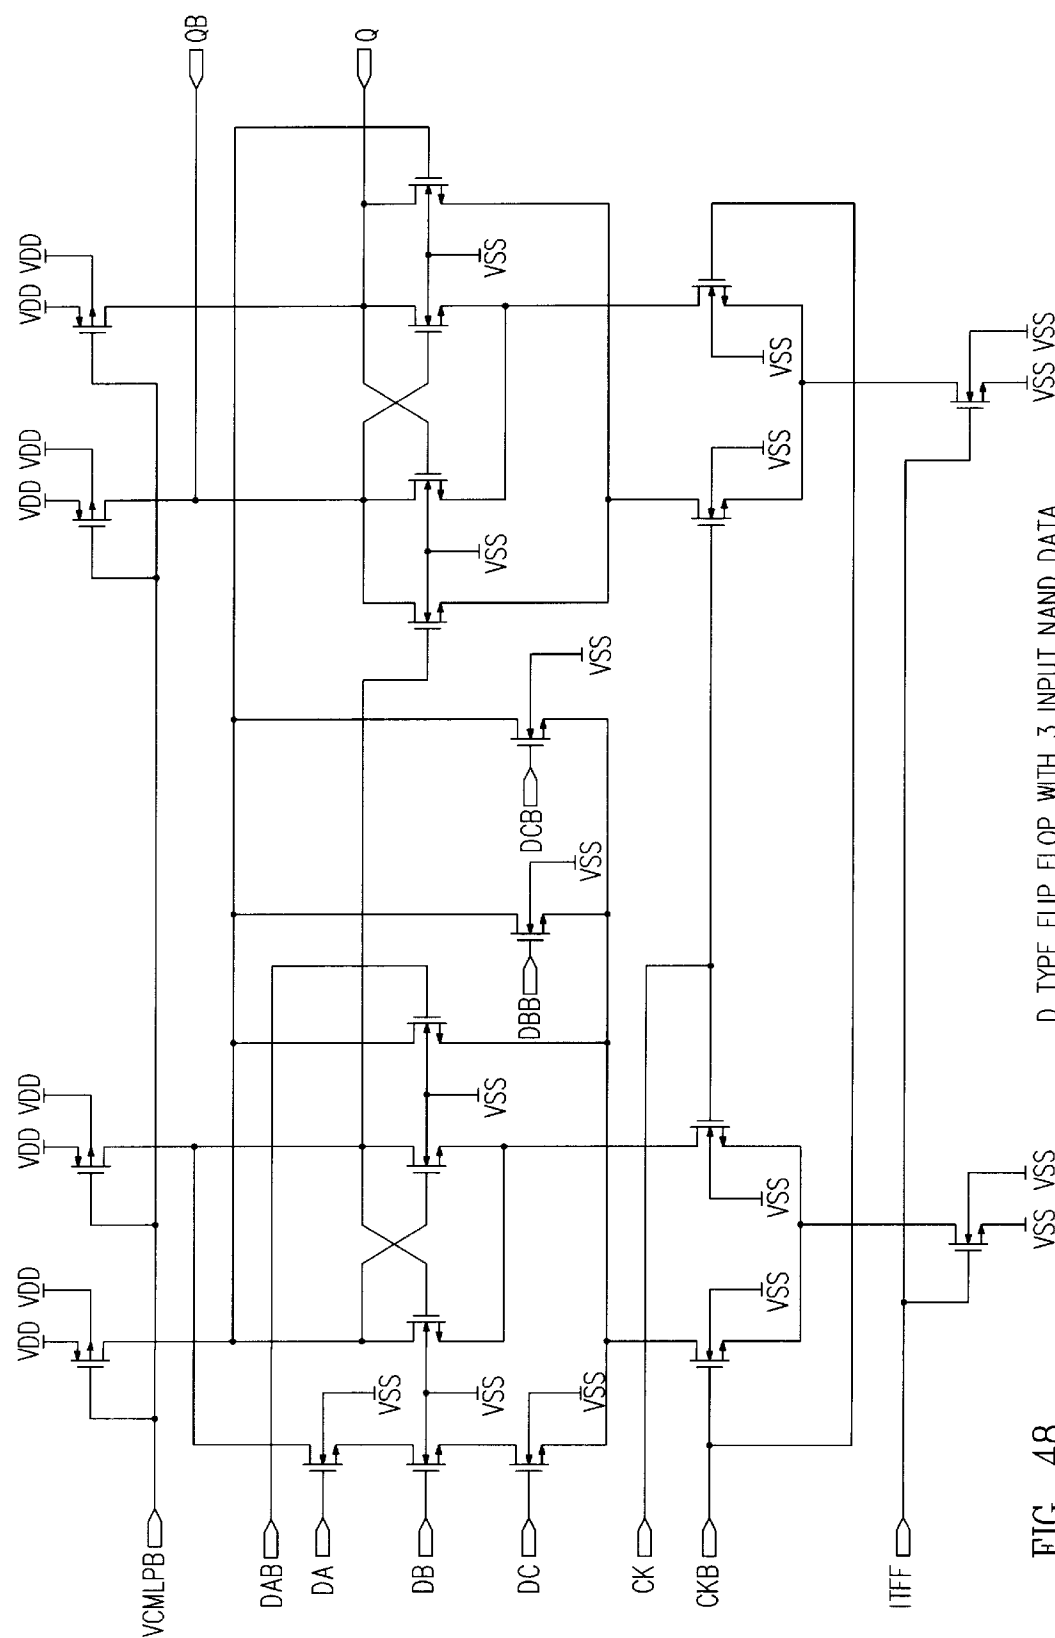 QB
Q
VDD VDD
VDD VDD
VDD VDD
VDD VDD
VSS
VSS
VSS
VSS
VSS
VSS
VSS
VSS
VSS
VSS
VSS
VSS
VSS
VSS VSS
VSS VSS
DCB
DBB
VCMLPB
DAB
DA
DB
DC
CK
CKB
ITFF
D TYPE FLIP FLOP WITH 3 INPUT NAND DATA
FIG. 48